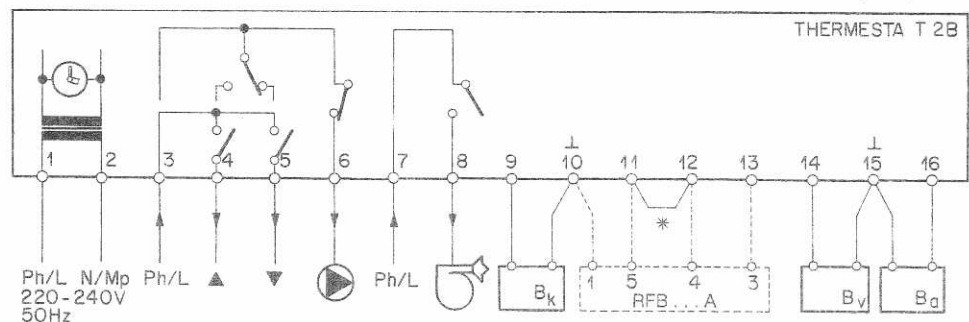 THERMESTA T 2B
1 2 3 4 5 6 7 8 9 10 11 12 13 14 15 16
*
Ph/L N/Mp Ph/L Ph/L
220-240V
50Hz
Bk 1 5 4 3 Bv Ba
RFB...A